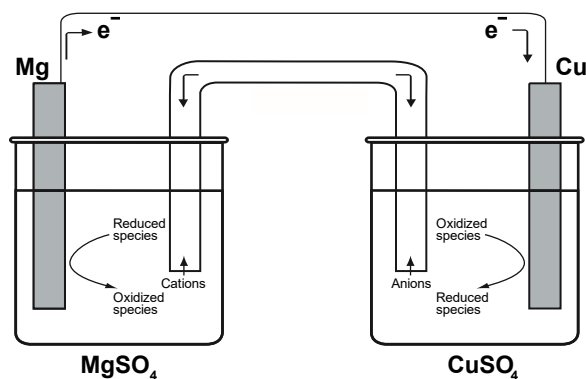 e⁻
e⁻
Mg
Cu
Reduced
species
Oxidized
species
Cations
Oxidized
species
Reduced
species
Anions
MgSO₄
CuSO₄